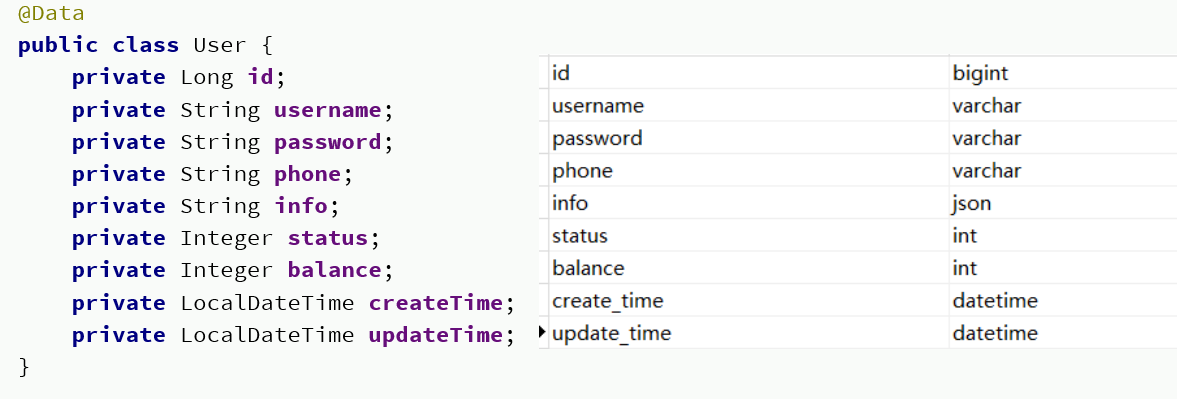 @Data
public class User {
    private Long id;
    private String username;
    private String password;
    private String phone;
    private String info;
    private Integer status;
    private Integer balance;
    private LocalDateTime createTime;
    private LocalDateTime updateTime;
}
id bigint
username varchar
password varchar
phone varchar
info json
status int
balance int
create_time datetime
update_time datetime